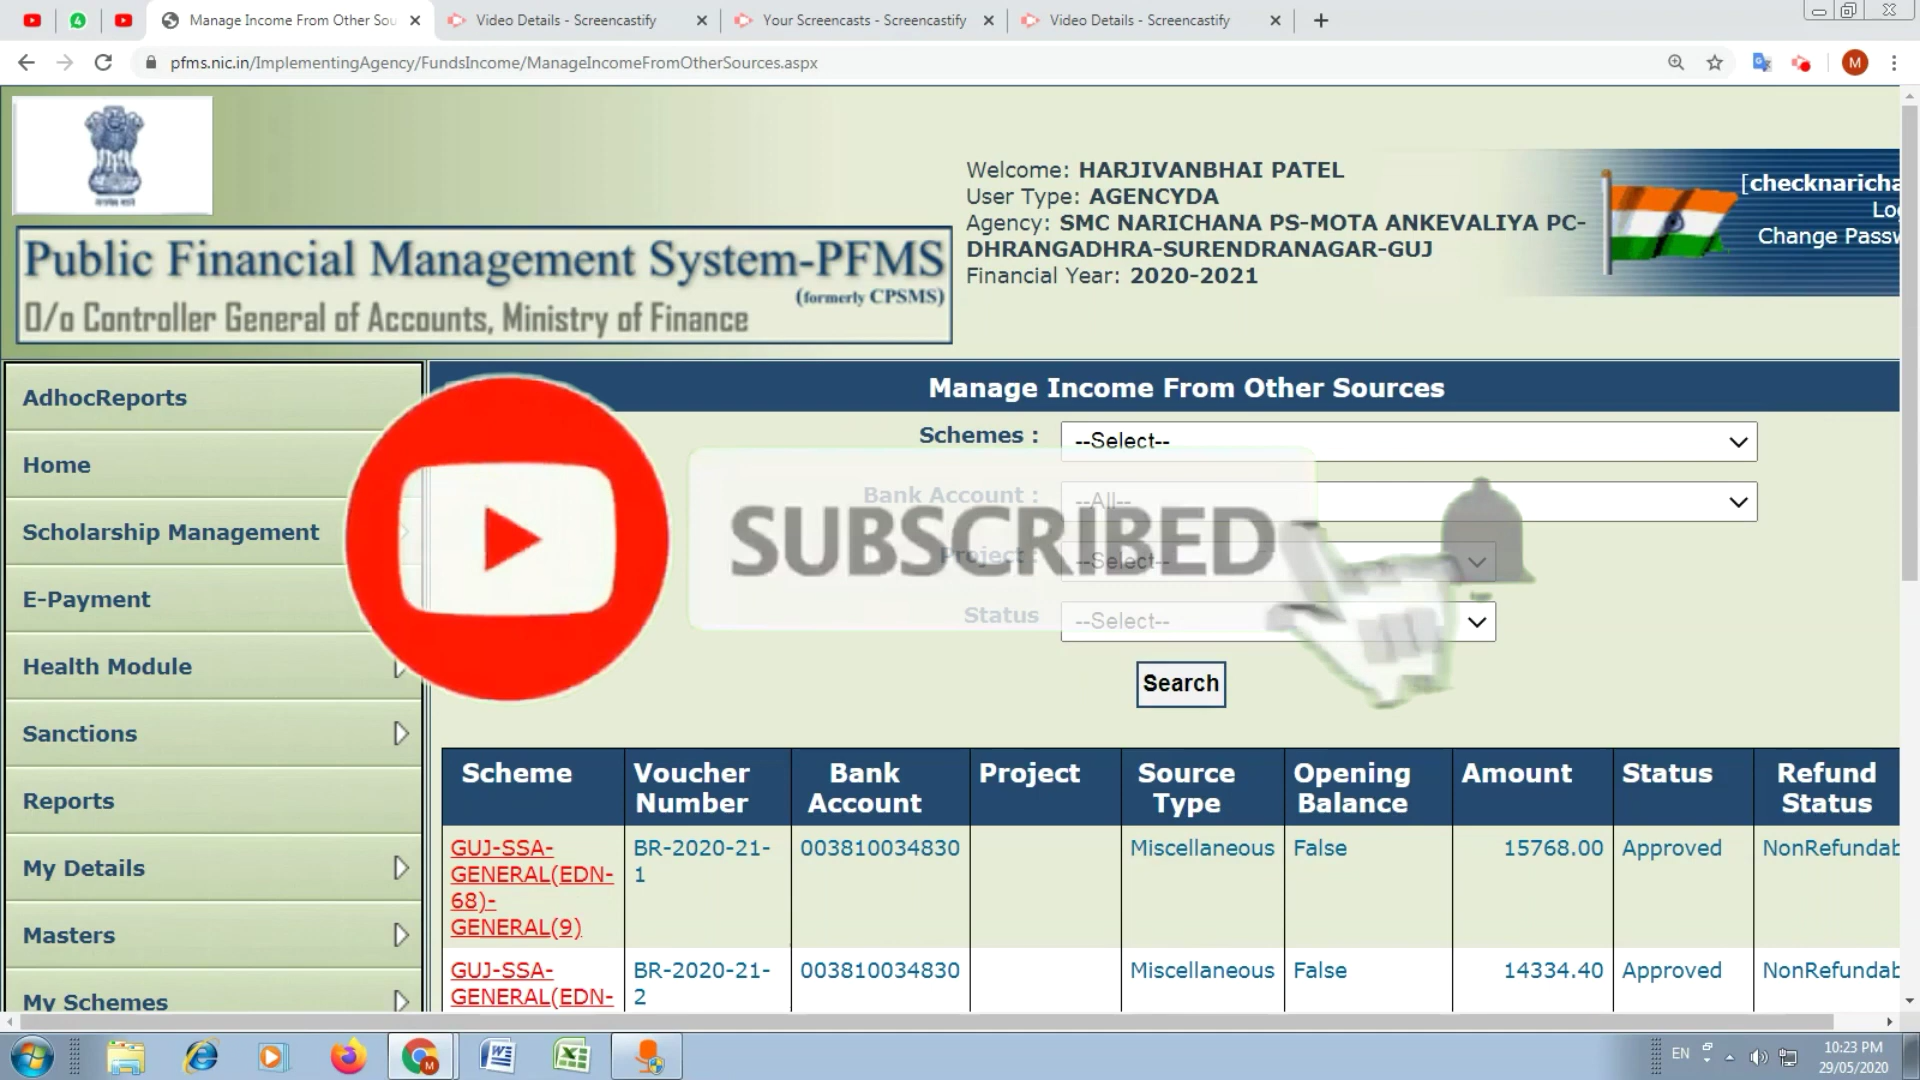 Manage Income From Other Sou
Video Details - Screencastify
Your Screencasts - Screencastify
Video Details - Screencastify
pfms.nic.in/ImplementingAgency/FundsIncome/ManageIncomeFromOtherSources.aspx
M
Welcome: HARJIVANBHAI PATEL
User Type: AGENCYDA
Agency: SMC NARICHANA PS-MOTA ANKEVALIYA PC-
DHRANGADHRA-SURENDRANAGAR-GUJ
Financial Year: 2020-2021
[checknaricha
Log
Change Passw
Public Financial Management System-PFMS
(formerly CPSMS)
O/o Controller General of Accounts, Ministry of Finance
AdhocReports
Home
Scholarship Management
E-Payment
Health Module
Sanctions
Reports
My Details
Masters
My Schemes
Manage Income From Other Sources
Schemes : --Select--
Bank Account : --All--
Project : --Select--
Status --Select--
SUBSCRIBED
Search
Scheme Voucher Number Bank Account Project Source Type Opening Balance Amount Status Refund Status
GUJ-SSA-GENERAL(EDN-68)-GENERAL(9) BR-2020-21-1 003810034830 Miscellaneous False 15768.00 Approved NonRefundab
GUJ-SSA-GENERAL(EDN- BR-2020-21-2 003810034830 Miscellaneous False 14334.40 Approved NonRefundab
EN
10:23 PM
29/05/2020